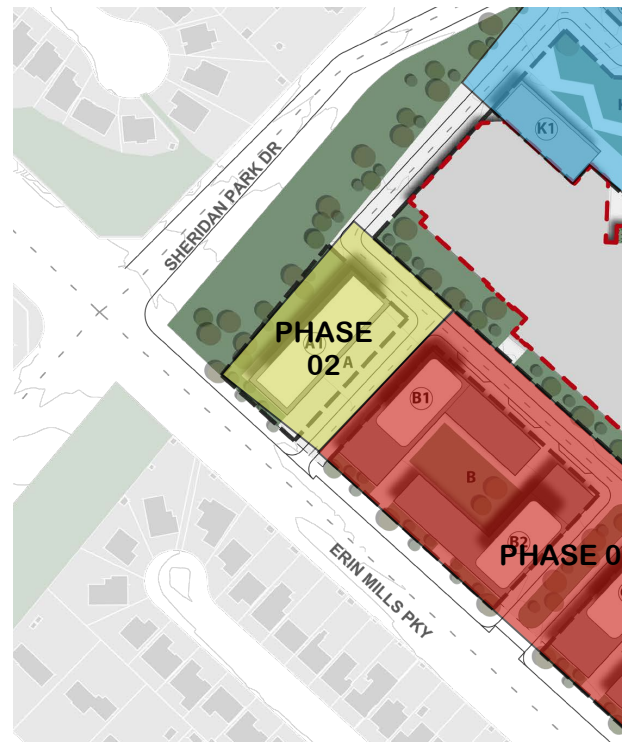 K1
SHERIDAN PARK DR
PHASE
02
A1
A
B1
B
B2
PHASE 0
ERIN MILLS PKY